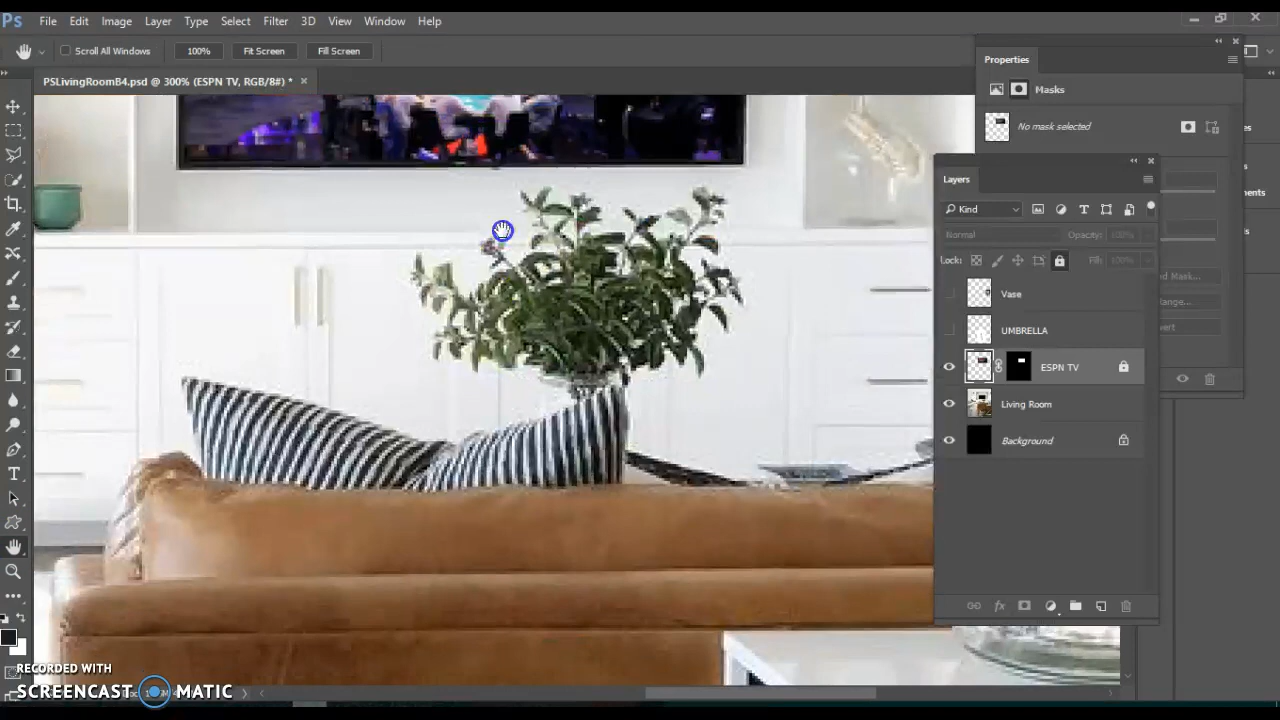 Ps File Edit Image Layer Type Select Filter 3D View Window Help
Scroll All Windows 100% Fit Screen Fill Screen
PSLivingRoomB4.psd @ 300% (ESPN TV, RGB/8#) * ×
Properties
Masks
No mask selected
Layers
Kind
Normal Opacity: 100%
Lock: Fill: 100%
Vase
UMBRELLA
ESPN TV
Living Room
Background
RECORDED WITH
SCREENCAST MATIC